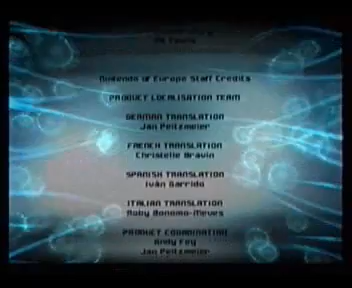 Nintendo of Europe Staff Credits
PRODUCT LOCALISATION TEAM
GERMAN TRANSLATION
Jan Peitzmeier
FRENCH TRANSLATION
Christelle Bravin
SPANISH TRANSLATION
Iván Garrido
ITALIAN TRANSLATION
Roby Bonomo-Mewes
PRODUCT COORDINATION
Andy Fey
Jan Peitzmeier